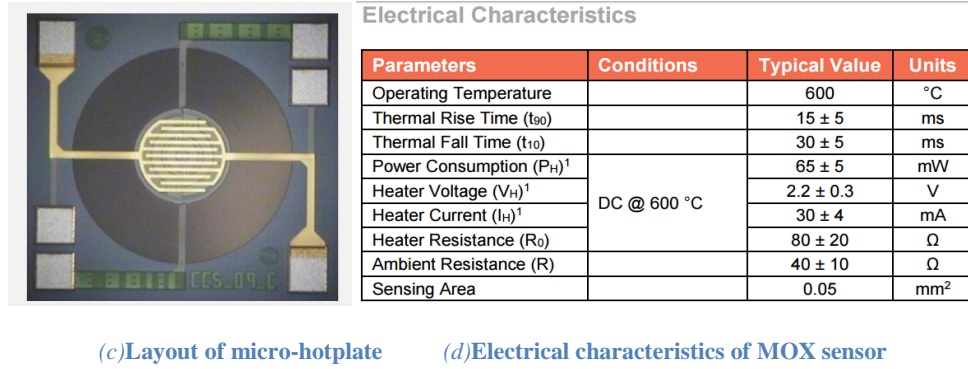 Electrical Characteristics
Parameters Conditions Typical Value Units
Operating Temperature 600 °C
Thermal Rise Time (t90) 15 ± 5 ms
Thermal Fall Time (t10) 30 ± 5 ms
Power Consumption (PH)1 65 ± 5 mW
Heater Voltage (VH)1 2.2 ± 0.3 V
DC @ 600 °C
Heater Current (IH)1 30 ± 4 mA
Heater Resistance (R0) 80 ± 20 Ω
Ambient Resistance (R) 40 ± 10 Ω
Sensing Area 0.05 mm2
CCS_09_C
(c)Layout of micro-hotplate (d)Electrical characteristics of MOX sensor